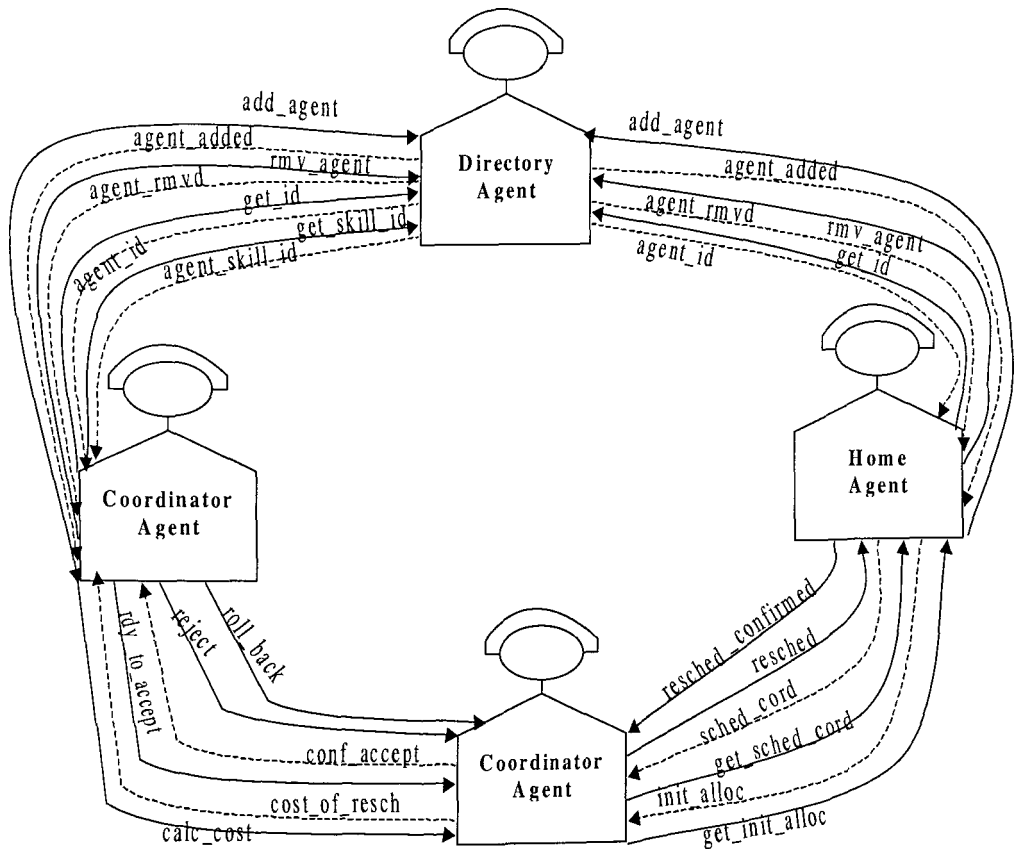 add_agent
agent_added
rmv_agent
agent_rmvd
get_id
get_skill_id
agent_id
agent_skill_id
Directory
Agent
add_agent
agent_added
agent_rmvd
rmv_agent
get_id
agent_id
Coordinator
Agent
Home
Agent
rdy_to_accept
reject
roll_back
conf_accept
cost_of_resch
calc_cost
Coordinator
Agent
resched_confirmed
resched
sched_cord
get_sched_cord
init_alloc
get_init_alloc